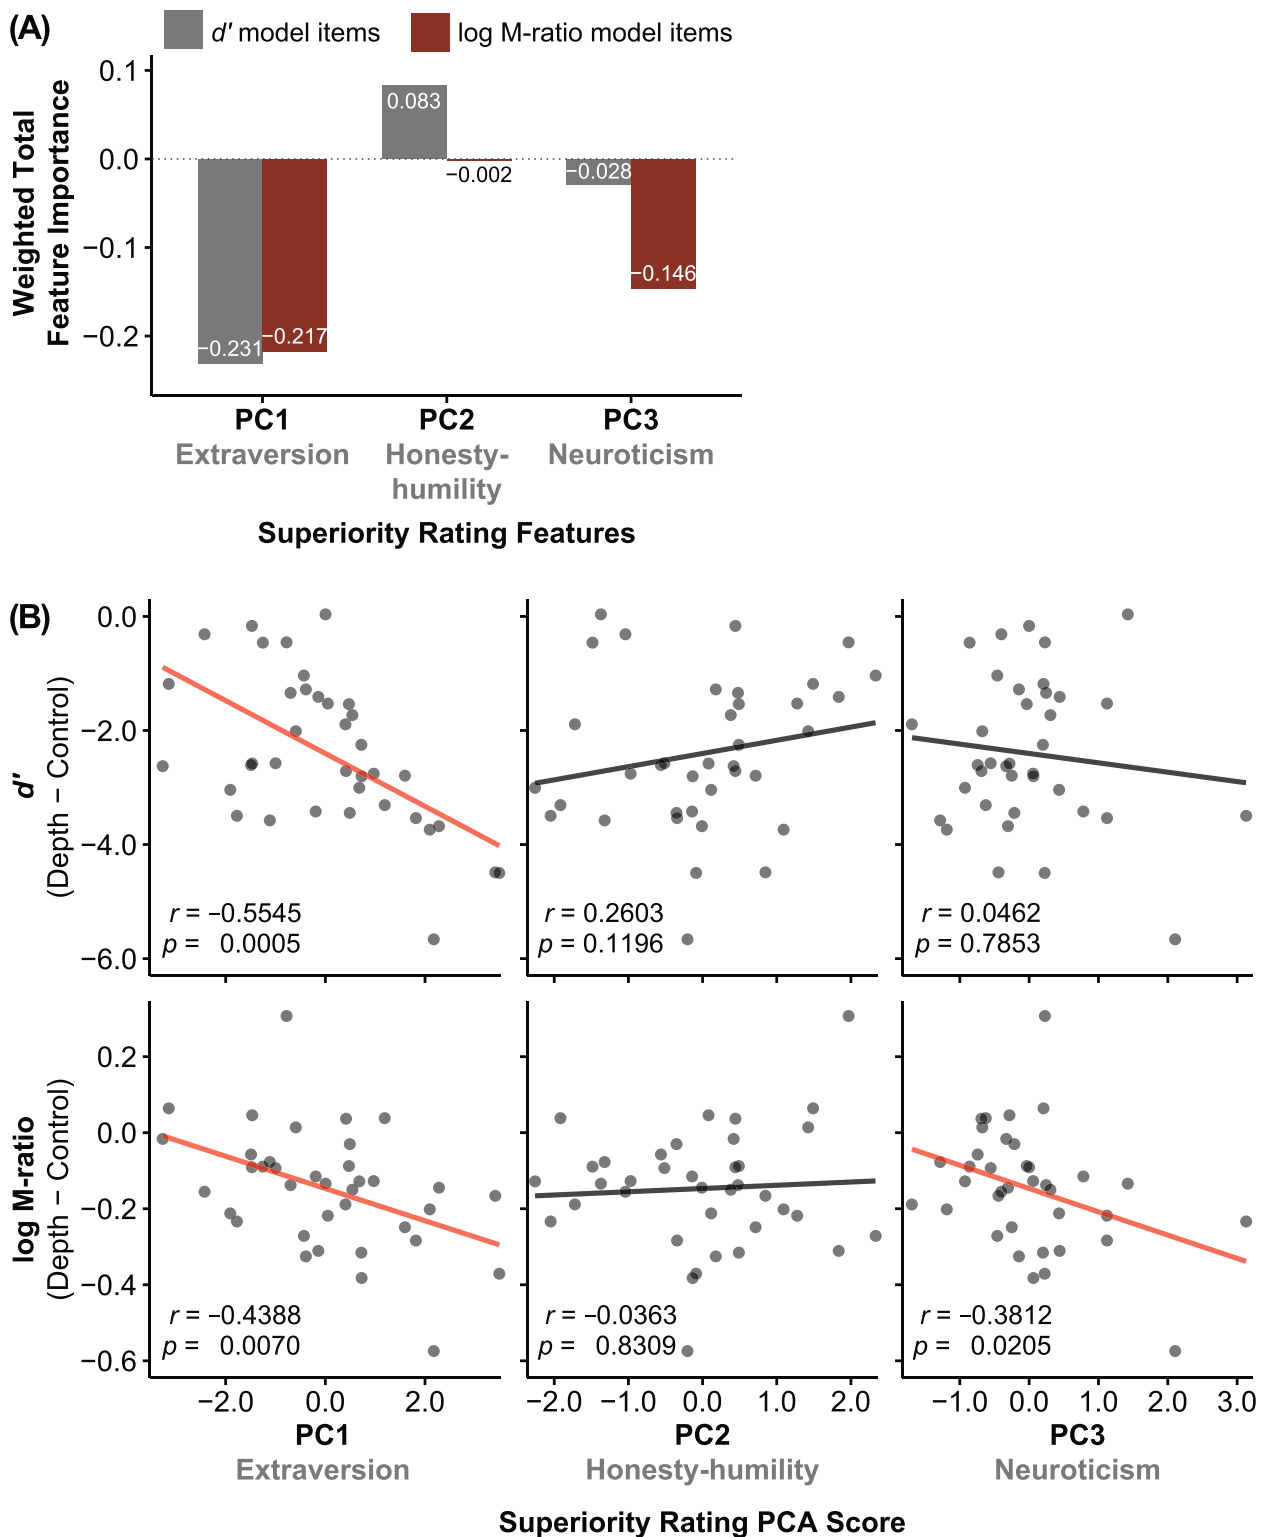 (A)
d′ model items
log M-ratio model items
Weighted Total
Feature Importance
0.1
0.0
−0.1
−0.2
0.083
−0.002
−0.028
−0.146
−0.231
−0.217
PC1
PC2
PC3
Extraversion
Honesty-
humility
Neuroticism
Superiority Rating Features
(B)
d′
(Depth − Control)
0.0
−2.0
−4.0
−6.0
r = −0.5545
p = 0.0005
r = 0.2603
p = 0.1196
r = 0.0462
p = 0.7853
log M-ratio
(Depth − Control)
0.2
0.0
−0.2
−0.4
−0.6
r = −0.4388
p = 0.0070
r = −0.0363
p = 0.8309
r = −0.3812
p = 0.0205
−2.0 0.0 2.0
−2.0 −1.0 0.0 1.0 2.0
−1.0 0.0 1.0 2.0 3.0
PC1
PC2
PC3
Extraversion
Honesty-humility
Neuroticism
Superiority Rating PCA Score